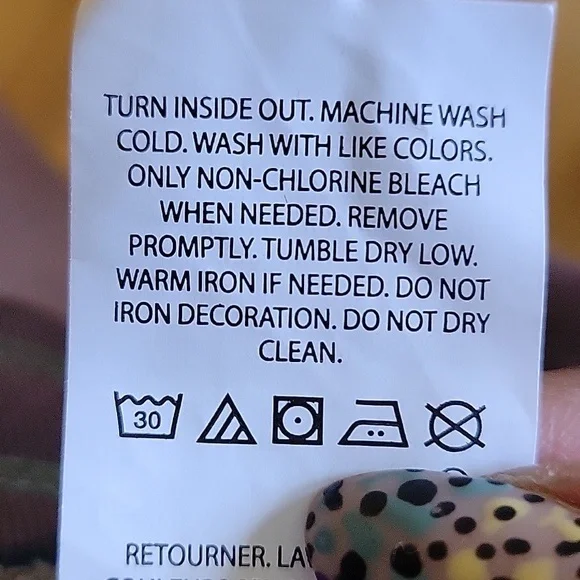 TURN INSIDE OUT. MACHINE WASH
COLD. WASH WITH LIKE COLORS.
ONLY NON-CHLORINE BLEACH
WHEN NEEDED. REMOVE
PROMPTLY. TUMBLE DRY LOW.
WARM IRON IF NEEDED. DO NOT
IRON DECORATION. DO NOT DRY
CLEAN.
30
RETOURNER.